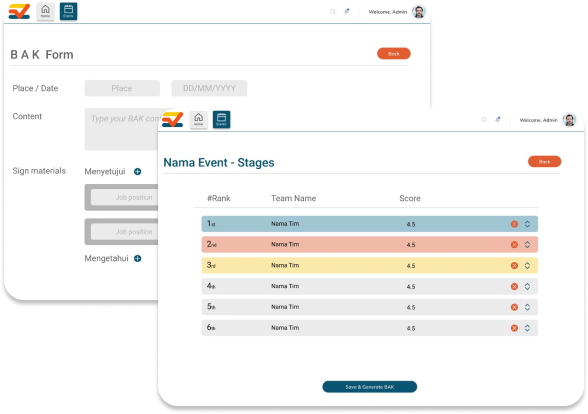 Home
Events
Welcome, Admin
B A K Form
Back
Place / Date
Place
DD/MM/YYYY
Content
Type your BAK con
Sign materials
Menyetujui
Job position
Job position
Mengetahui
Home
Events
Welcome, Admin
Nama Event - Stages
Back
#Rank Team Name Score
1st Nama Tim 4.5
2nd Nama Tim 4.5
3rd Nama Tim 4.5
4th Nama Tim 4.5
5th Nama Tim 4.5
6th Nama Tim 4.5
Save & Generate BAK